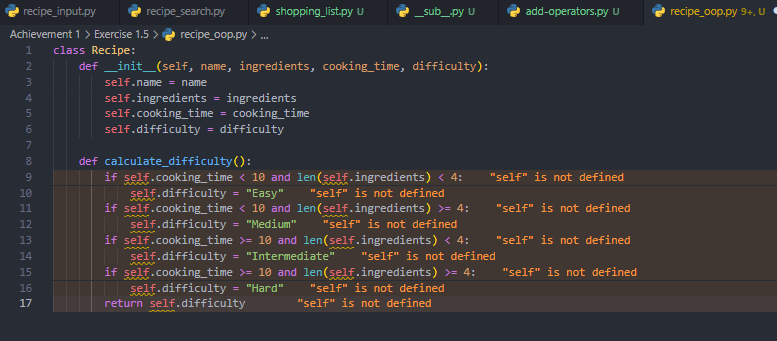 recipe_input.py recipe_search.py shopping_list.py U __sub__.py U add-operators.py U recipe_oop.py 9+, U
Achievement 1 > Exercise 1.5 > recipe_oop.py > ...
1 class Recipe:
2     def __init__(self, name, ingredients, cooking_time, difficulty):
3         self.name = name
4         self.ingredients = ingredients
5         self.cooking_time = cooking_time
6         self.difficulty = difficulty
7
8     def calculate_difficulty():
9         if self.cooking_time < 10 and len(self.ingredients) < 4:     "self" is not defined
10             self.difficulty = "Easy"     "self" is not defined
11         if self.cooking_time < 10 and len(self.ingredients) >= 4:     "self" is not defined
12             self.difficulty = "Medium"     "self" is not defined
13         if self.cooking_time >= 10 and len(self.ingredients) < 4:     "self" is not defined
14             self.difficulty = "Intermediate"     "self" is not defined
15         if self.cooking_time >= 10 and len(self.ingredients) >= 4:     "self" is not defined
16             self.difficulty = "Hard"     "self" is not defined
17         return self.difficulty     "self" is not defined